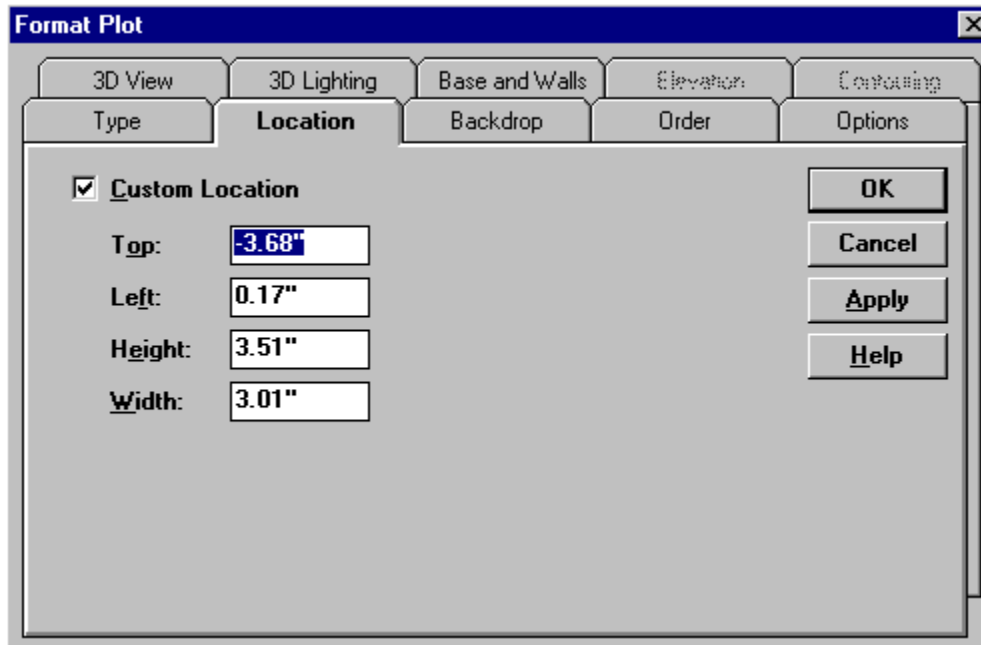 Format Plot
3D View 3D Lighting Base and Walls Elevation Contouring
Type Location Backdrop Order Options
Custom Location
Top: -3.68"
Left: 0.17"
Height: 3.51"
Width: 3.01"
OK
Cancel
Apply
Help